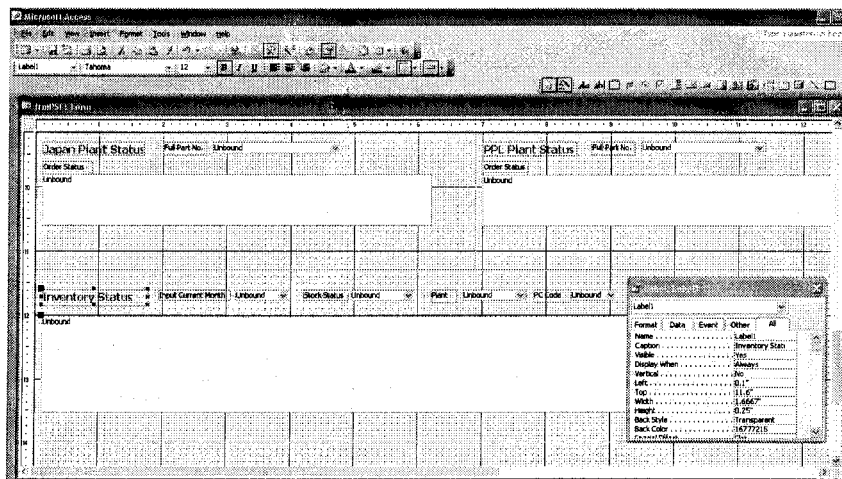 Microsoft Access
File Edit View Insert Format Tools Window Help
Label1 Tahoma 12 B I U
Japan Plant Status Full Part No. Unbound
PPL Plant Status Full Part No. Unbound
Order Status
Order Status
Unbound
Unbound
Inventory Status Input Current Month Unbound Stock Status Unbound Plant Unbound PC Code Unbound
Unbound
Label1
Format Data Event Other All
Name Label1
Caption Inventory Stat
Visible Yes
Display When Always
Vertical No
Left 0.1"
Top 11.6"
Width 1.6667"
Height 0.25"
Back Style Transparent
Back Color 16777215